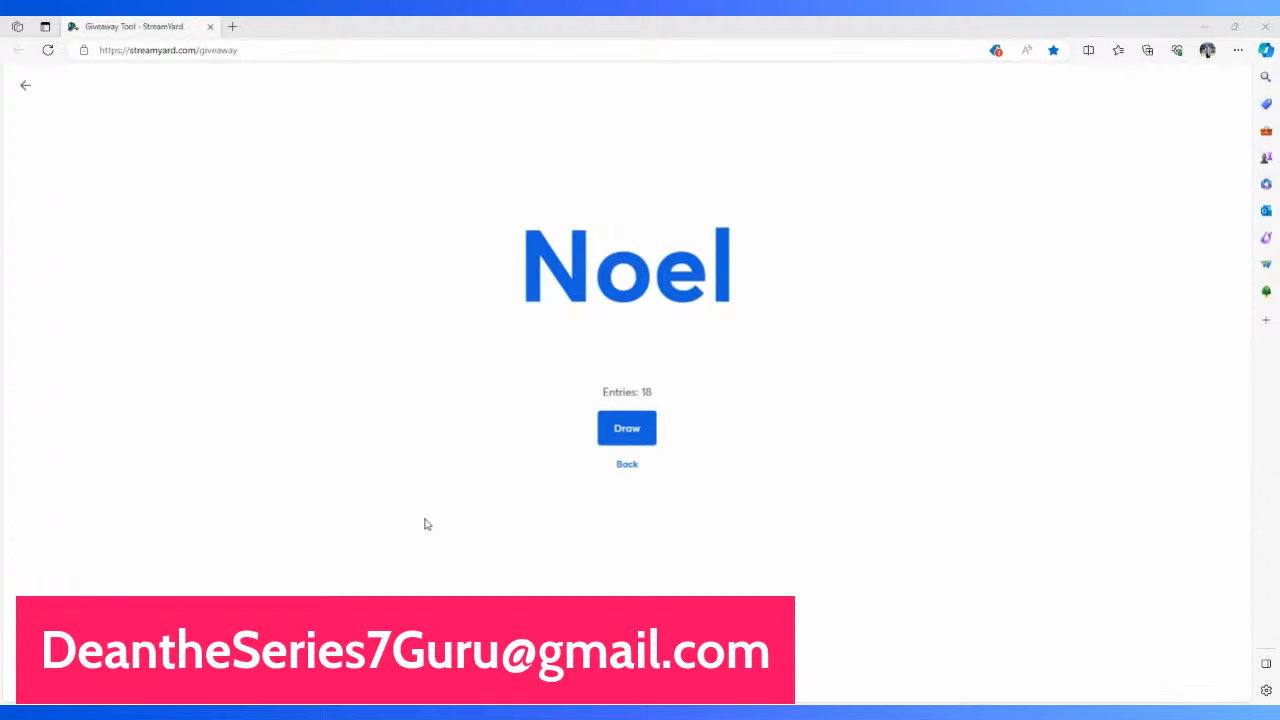 Giveaway Tool - StreamYard
https://streamyard.com/giveaway
Noel
Entries: 18
Draw
Back
DeantheSeries7Guru@gmail.com